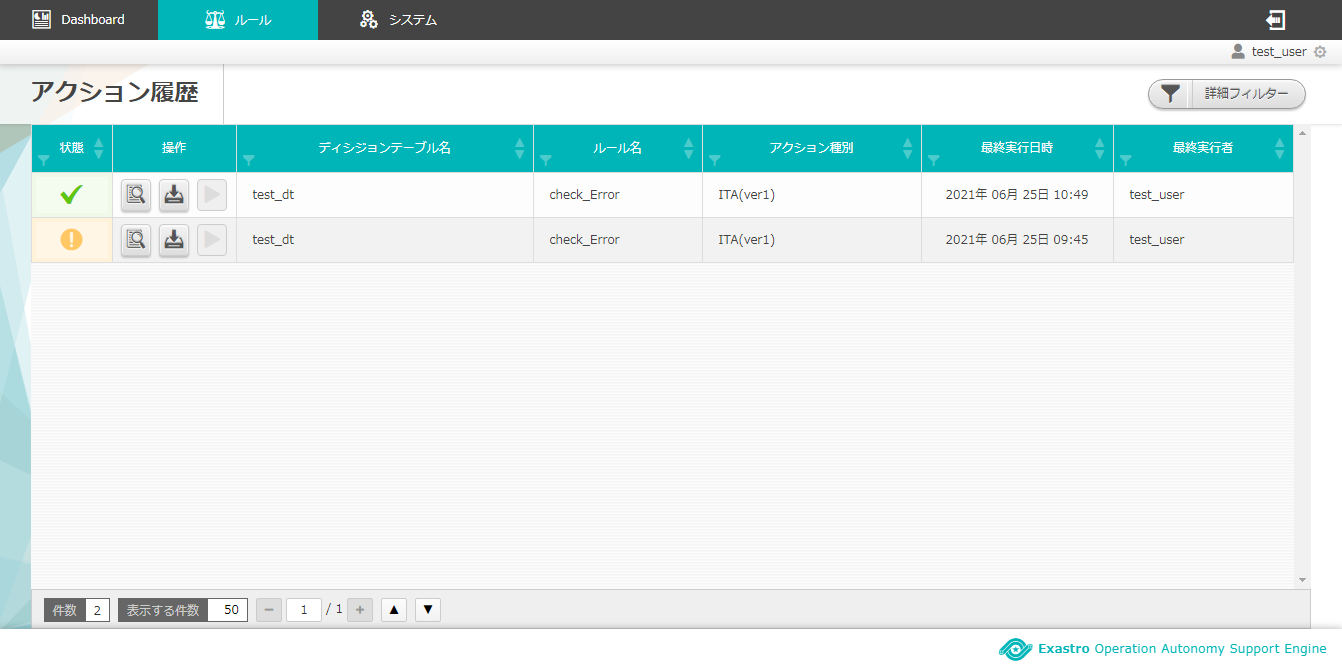 Dashboard ルール システム
test_user
アクション履歴 詳細フィルター
状態 操作 ディシジョンテーブル名 ルール名 アクション種別 最終実行日時 最終実行者
test_dt check_Error ITA(ver1) 2021年 06月 25日 10:49 test_user
test_dt check_Error ITA(ver1) 2021年 06月 25日 09:45 test_user
件数 2 表示する件数 50 － 1 / 1 + ▲ ▼
Exastro Operation Autonomy Support Engine